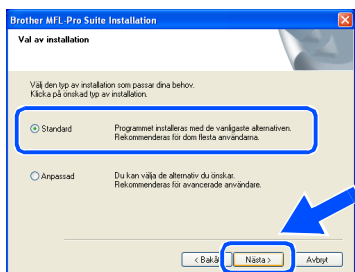 Brother MFL-Pro Suite Installation
Val av installation
Välj den typ av installation som passar dina behov.
Klicka på önskad typ av installation.
Standard
Programmet installeras med de vanligaste alternativen.
Rekommenderas för dom flesta användarna.
Anpassad
Du kan välja de alternativ du önskar.
Rekommenderas för avancerade användare.
< Bakå Nästa > Avbryt